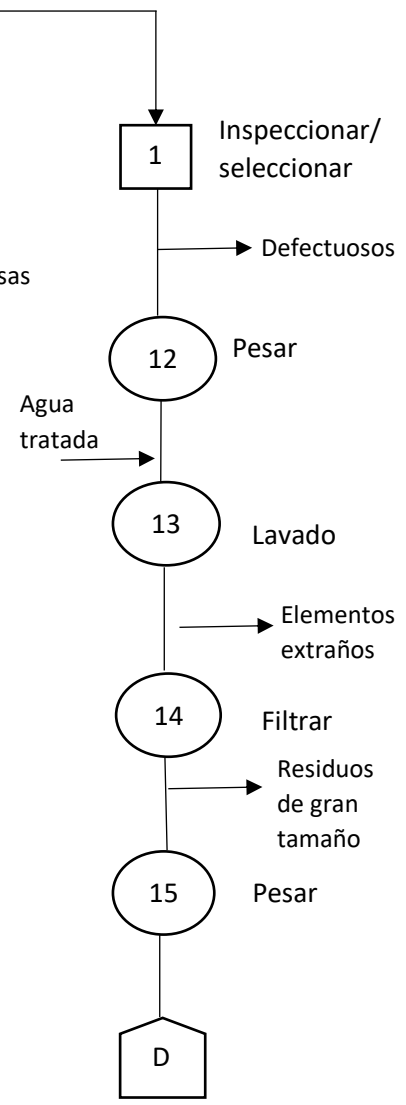 1
Inspeccionar/
seleccionar
Defectuosos
sas
12
Pesar
Agua
tratada
13
Lavado
Elementos
extraños
14
Filtrar
Residuos
de gran
tamaño
15
Pesar
D